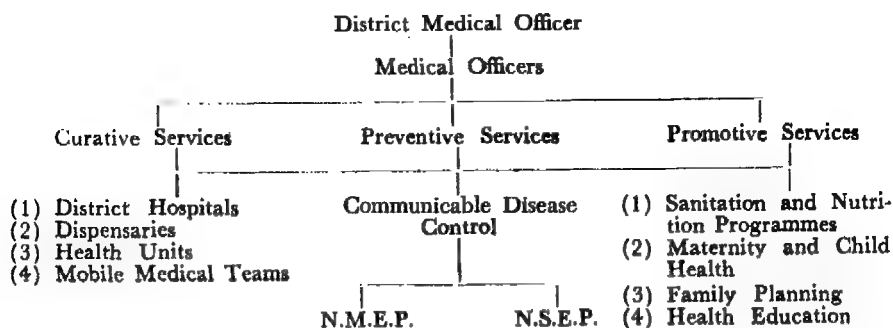 District Medical Officer
Medical Officers
Curative Services
Preventive Services
Promotive Services
(1) District Hospitals
(2) Dispensaries
(3) Health Units
(4) Mobile Medical Teams
Communicable Disease
Control
N.M.E.P.
N.S.E.P.
(1) Sanitation and Nutri-
tion Programmes
(2) Maternity and Child
Health
(3) Family Planning
(4) Health Education